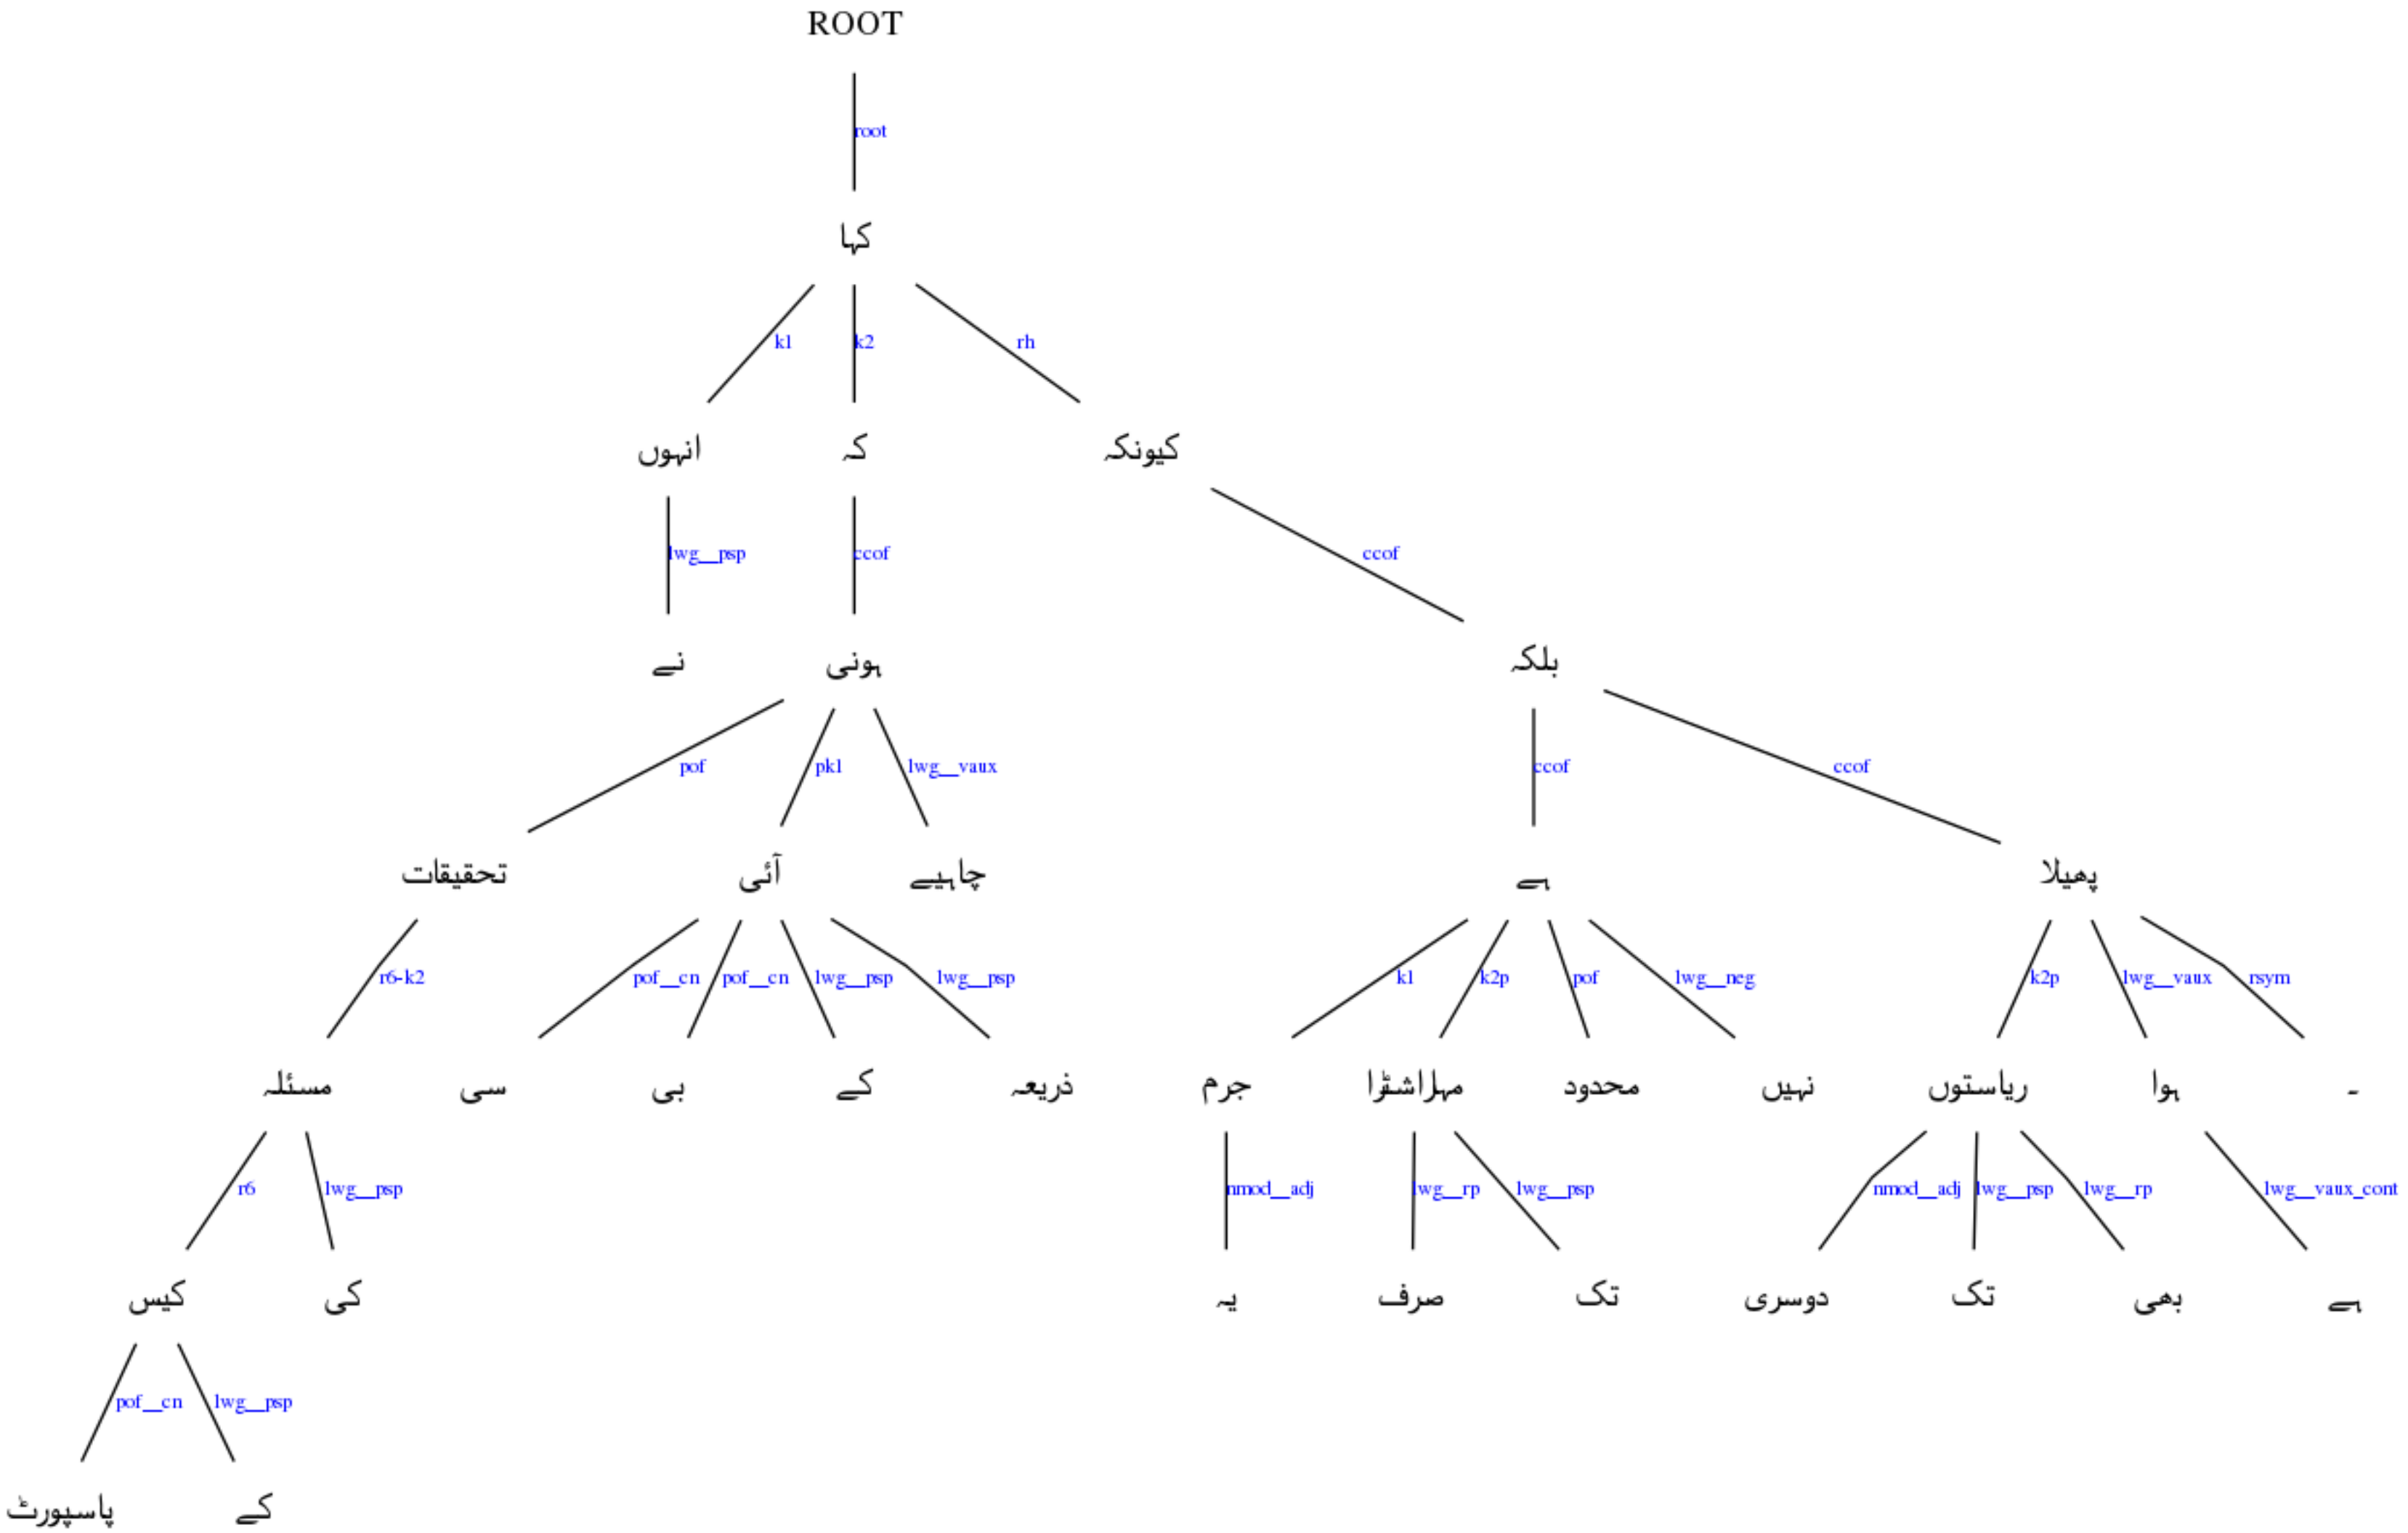 ROOT
root
کہا
k1 k2 rh
انہوں کہ کیونکہ
lwg__psp ccof ccof
نے ہونی بلکہ
pof pk1 lwg__vaux ccof ccof
تحقیقات آئی چاہیے ہے پھیلا
r6-k2 pof__cn pof__cn lwg__psp lwg__psp k1 k2p pof lwg__neg k2p lwg__vaux rsym
مسئلہ سی بی کے ذریعہ جرم مہاراشٹرا محدود نہیں ریاستوں ہوا ۔
r6 lwg__psp nmod__adj lwg__rp lwg__psp nmod__adj lwg__psp lwg__rp lwg__vaux_cont
کیس کی یہ صرف تک دوسری تک بھی ہے
pof__cn lwg__psp
پاسپورٹ کے